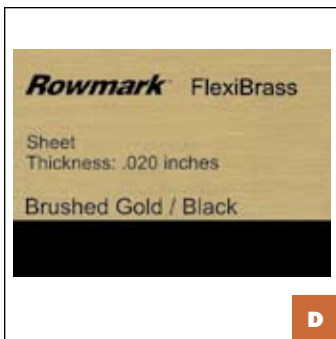 Rowmark FlexiBrass
Sheet
Thickness: .020 inches
Brushed Gold / Black
D